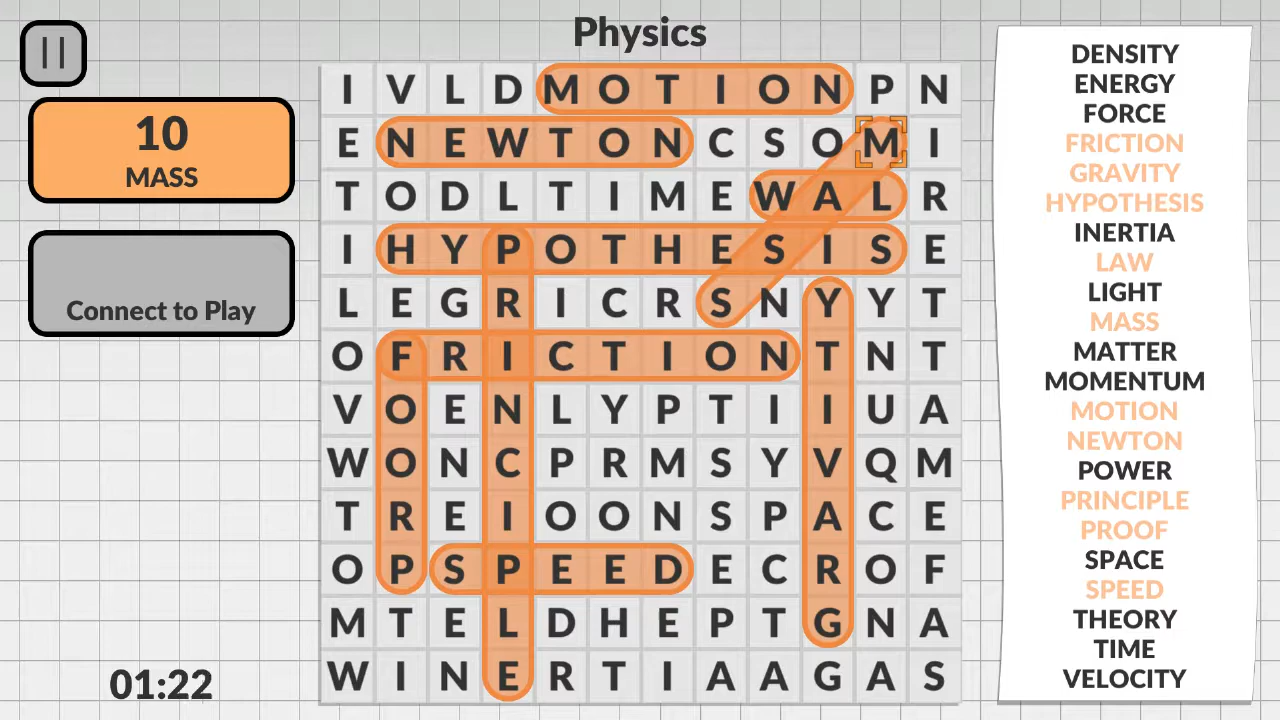 Physics
10
MASS
Connect to Play
01:22
I V L D M O T I O N P N
E N E W T O N C S O M I
T O D L T I M E W A L R
I H Y P O T H E S I S E
L E G R I C R S N Y Y T
O F R I C T I O N T N T
V O E N L Y P T I I U A
W O N C P R M S Y V Q M
T R E I O O N S P A C E
O P S P E E D E C R O F
M T E L D H E P T G N A
W I N E R T I A A G A S
DENSITY
ENERGY
FORCE
FRICTION
GRAVITY
HYPOTHESIS
INERTIA
LAW
LIGHT
MASS
MATTER
MOMENTUM
MOTION
NEWTON
POWER
PRINCIPLE
PROOF
SPACE
SPEED
THEORY
TIME
VELOCITY